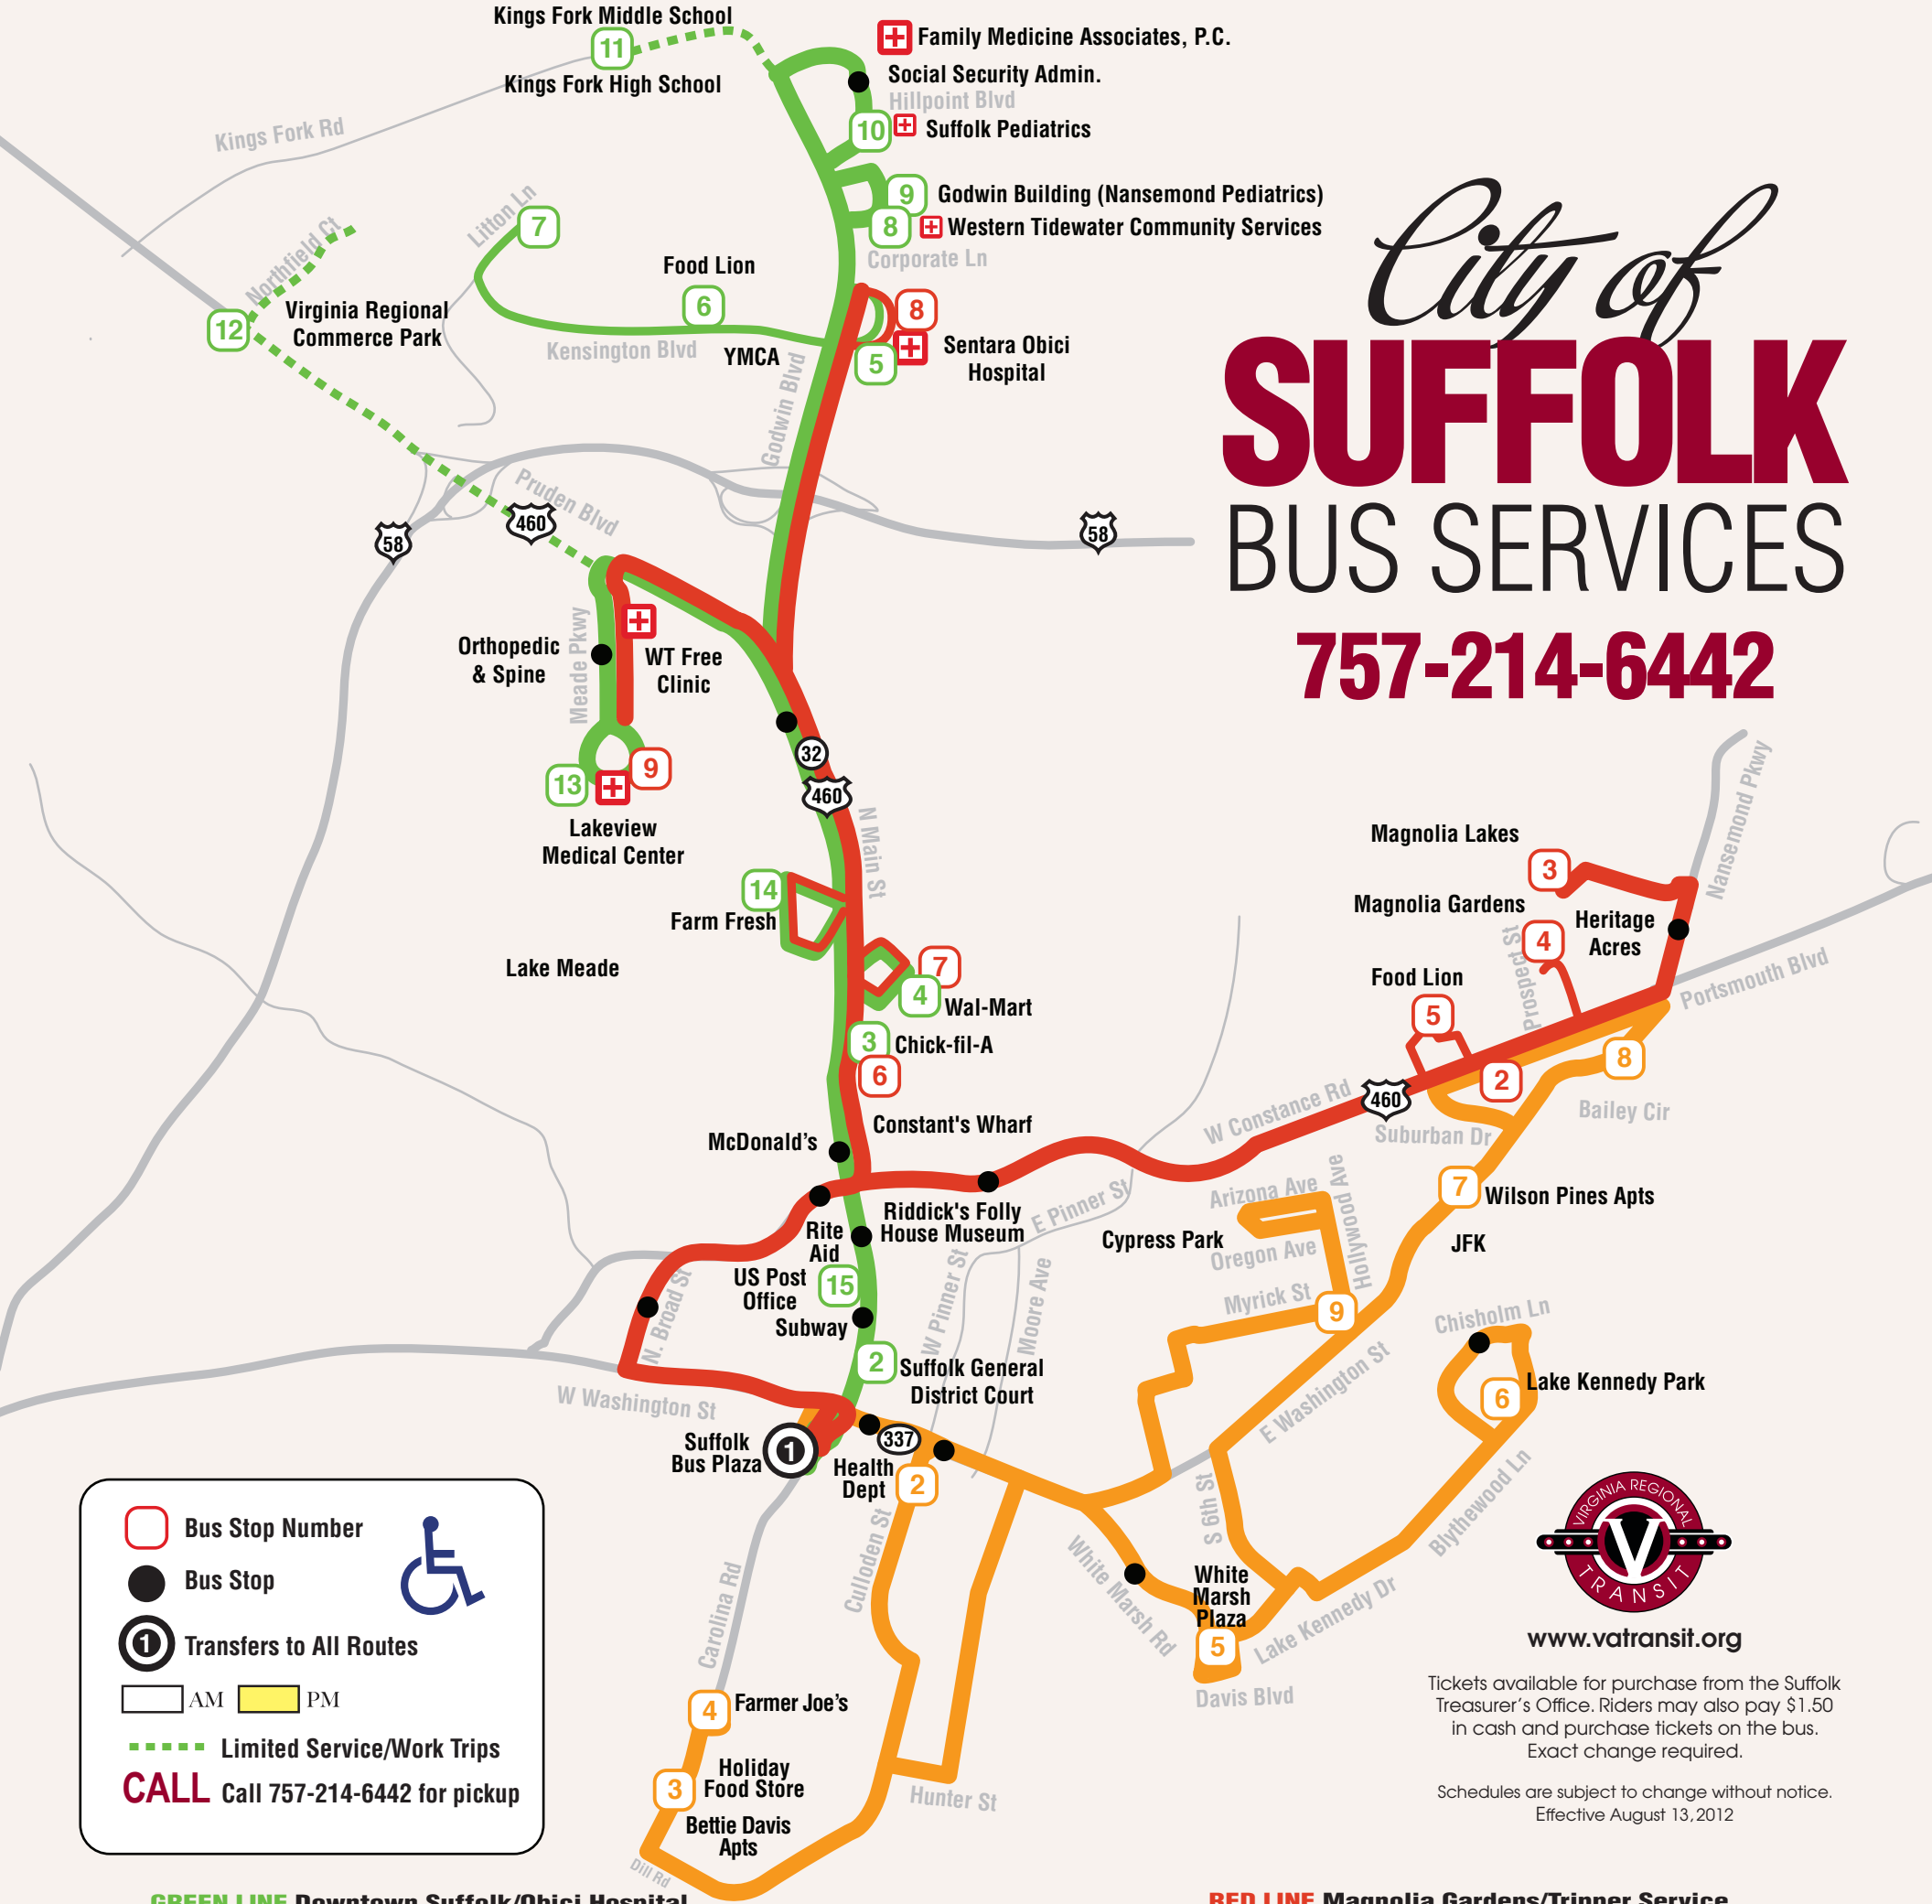 Kings Fork Middle School
11
Kings Fork High School
Kings Fork Rd
Family Medicine Associates, P.C.
Social Security Admin.
Hillpoint Blvd
10
Suffolk Pediatrics
9
Godwin Building (Nansemond Pediatrics)
8
Western Tidewater Community Services
Corporate Ln
City of
SUFFOLK
BUS SERVICES
757-214-6442
Litton Ln
7
Northfield Ct
12
Virginia Regional
Commerce Park
Food Lion
6
Kensington Blvd
YMCA
Godwin Blvd
8
5
Sentara Obici
Hospital
Pruden Blvd
460
58
58
Orthopedic
& Spine
Meade Pkwy
WT Free
Clinic
13
9
Lakeview
Medical Center
32
460
N Main St
14
Farm Fresh
Lake Meade
7
4
Wal-Mart
3
Chick-fil-A
6
Constant's Wharf
McDonald's
Magnolia Lakes
3
Nansemond Pkwy
Magnolia Gardens
4
Heritage
Acres
Prospect St
Food Lion
5
Portsmouth Blvd
2
8
460
W Constance Rd
Bailey Cir
Suburban Dr
7
Wilson Pines Apts
JFK
Riddick's Folly
House Museum
Rite
Aid
E Pinner St
Arizona Ave
Hollywood Ave
Cypress Park
Oregon Ave
Myrick St
9
US Post
Office
15
Subway
N. Broad St
W Pinner St
Moore Ave
2
Suffolk General
District Court
W Washington St
E Washington St
Chisholm Ln
6
Lake Kennedy Park
Blythewood Ln
Suffolk
Bus Plaza
1
337
Health
Dept
2
Culloden St
Carolina Rd
S 6th St
White Marsh Rd
White
Marsh
Plaza
5
Lake Kennedy Dr
Davis Blvd
4
Farmer Joe's
3
Holiday
Food Store
Bettie Davis
Apts
Dill Rd
Hunter St
Bus Stop Number
Bus Stop
1
Transfers to All Routes
AM
PM
Limited Service/Work Trips
CALL Call 757-214-6442 for pickup
VIRGINIA REGIONAL
V
TRANSIT
www.vatransit.org
Tickets available for purchase from the Suffolk
Treasurer's Office. Riders may also pay $1.50
in cash and purchase tickets on the bus.
Exact change required.
Schedules are subject to change without notice.
Effective August 13, 2012
GREEN LINE Downtown Suffolk/Obici Hospital
RED LINE Magnolia Gardens/Tripper Service